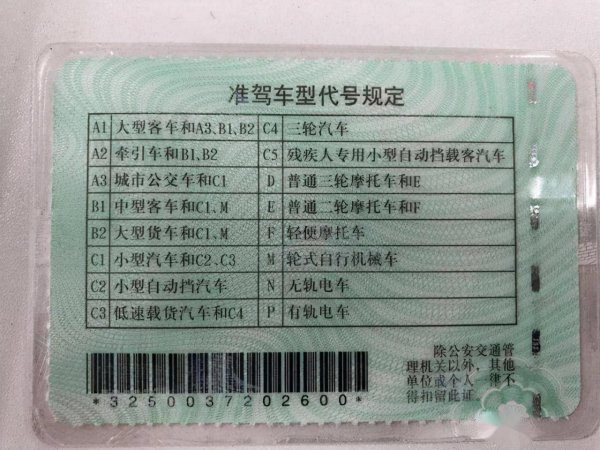 准驾车型代号规定
A1 大型客车和A3、B1、B2 C4 三轮汽车
A2 牵引车和B1、B2 C5 残疾人专用小型自动挡载客汽车
A3 城市公交车和C1 D 普通三轮摩托车和E
B1 中型客车和C1、M E 普通二轮摩托车和F
B2 大型货车和C1、M F 轻便摩托车
C1 小型汽车和C2、C3 M 轮式自行机械车
C2 小型自动挡汽车 N 无轨电车
C3 低速载货汽车和C4 P 有轨电车
除公安交通管
理机关以外，其他
单位或个人一律不
得扣留此证。
*3250037202600*